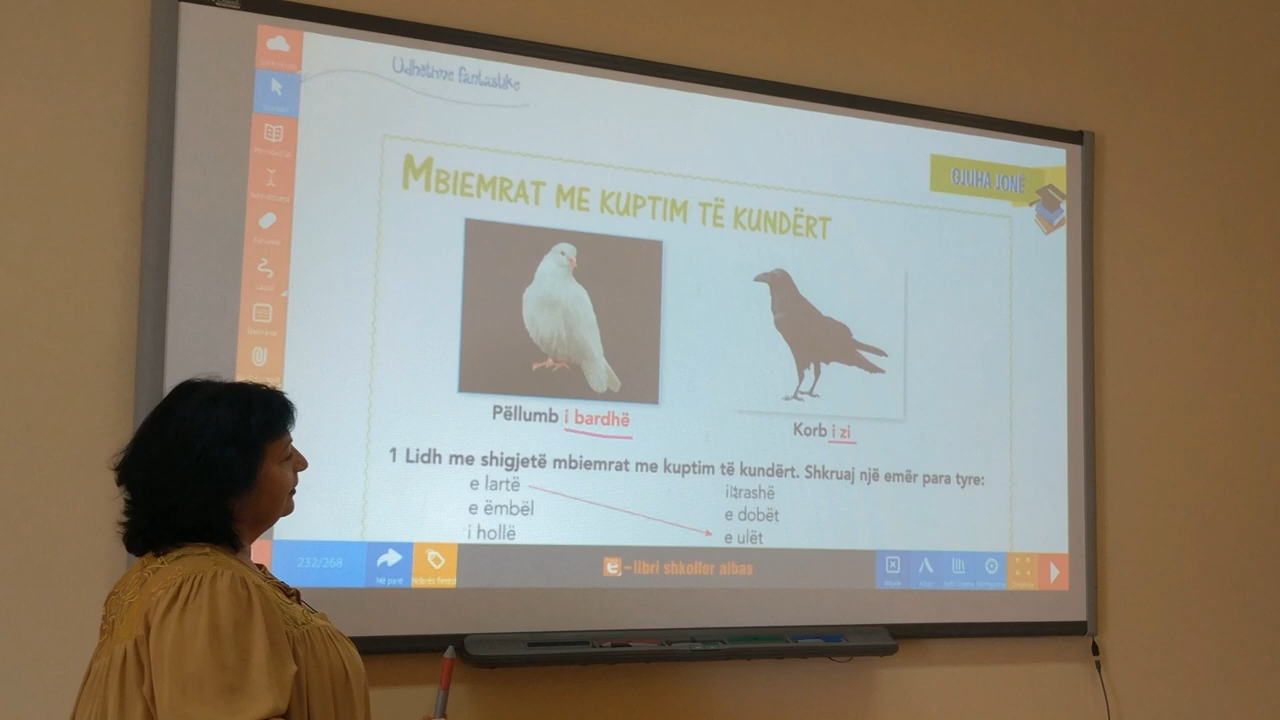 Udhëtime fantastike
GJUHA JONË
MBIEMRAT ME KUPTIM TË KUNDËRT
Pëllumb i bardhë
Korb i zi
1 Lidh me shigjetë mbiemrat me kuptim të kundërt. Shkruaj një emër para tyre:
e lartë
i trashë
e ëmbël
e dobët
i hollë
e ulët
232/268
Në parë
e-libri shkollor albas